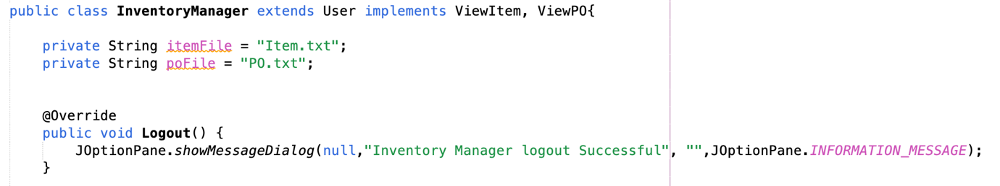 public class InventoryManager extends User implements ViewItem, ViewPO{
private String itemFile = "Item.txt";
private String poFile = "PO.txt";
@Override
public void Logout() {
JOptionPane.showMessageDialog(null,"Inventory Manager logout Successful", "",JOptionPane.INFORMATION_MESSAGE);
}